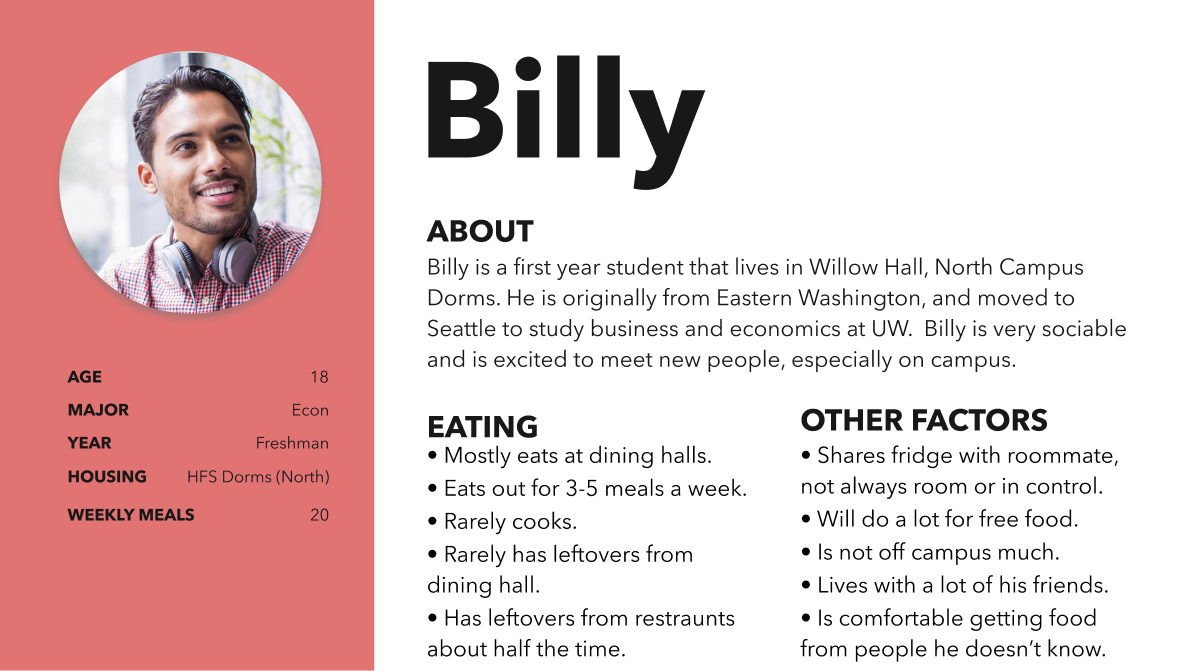 Billy
AGE 18
MAJOR Econ
YEAR Freshman
HOUSING HFS Dorms (North)
WEEKLY MEALS 20
ABOUT
Billy is a first year student that lives in Willow Hall, North Campus
Dorms. He is originally from Eastern Washington, and moved to
Seattle to study business and economics at UW.  Billy is very sociable
and is excited to meet new people, especially on campus.
EATING
• Mostly eats at dining halls.
• Eats out for 3-5 meals a week.
• Rarely cooks.
• Rarely has leftovers from
dining hall.
• Has leftovers from restraunts
about half the time.
OTHER FACTORS
• Shares fridge with roommate,
not always room or in control.
• Will do a lot for free food.
• Is not off campus much.
• Lives with a lot of his friends.
• Is comfortable getting food
from people he doesn’t know.